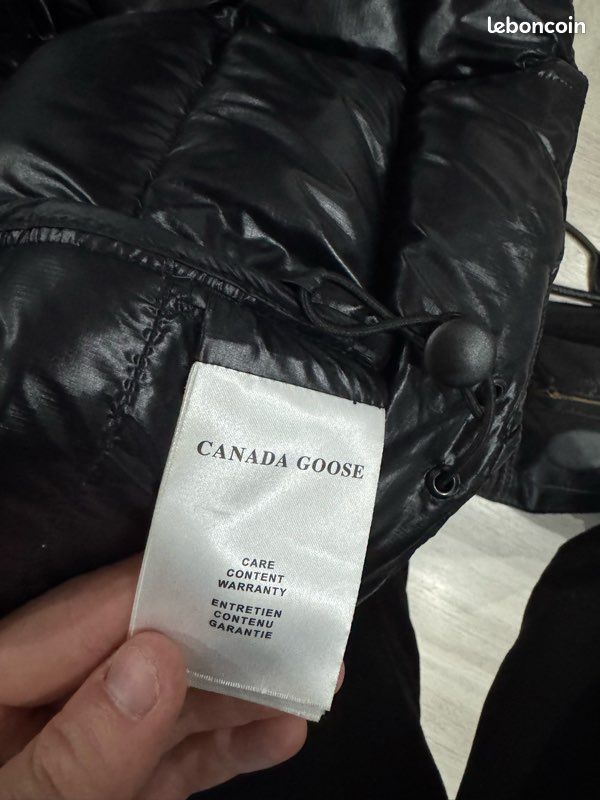 leboncoin
CANADA GOOSE
CARE
CONTENT
WARRANTY
ENTRETIEN
CONTENU
GARANTIE